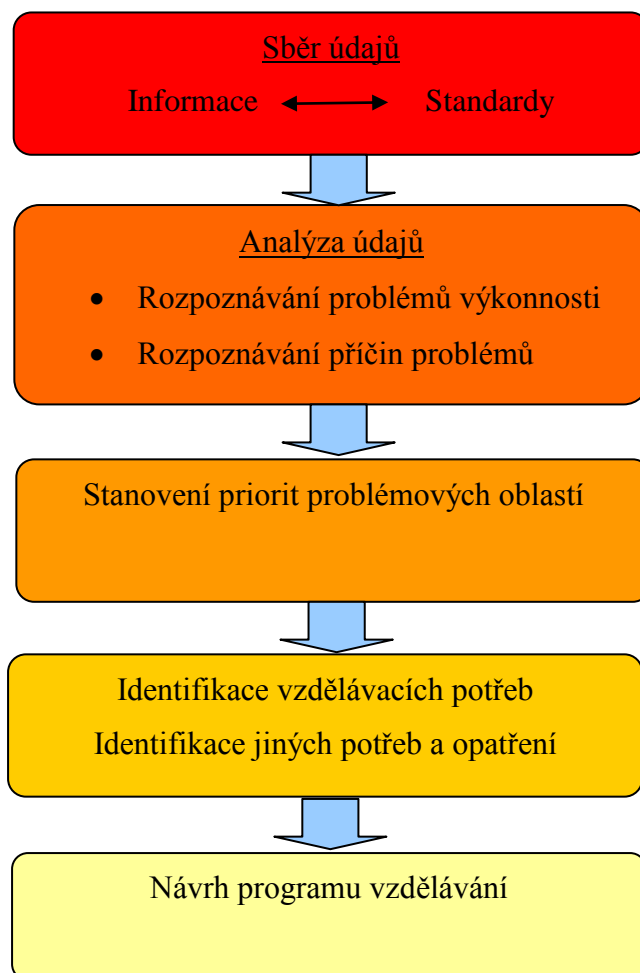 Sběr údajů
Informace Standardy
Analýza údajů
• Rozpoznávání problémů výkonnosti
• Rozpoznávání příčin problémů
Stanovení priorit problémových oblastí
Identifikace vzdělávacích potřeb
Identifikace jiných potřeb a opatření
Návrh programu vzdělávání